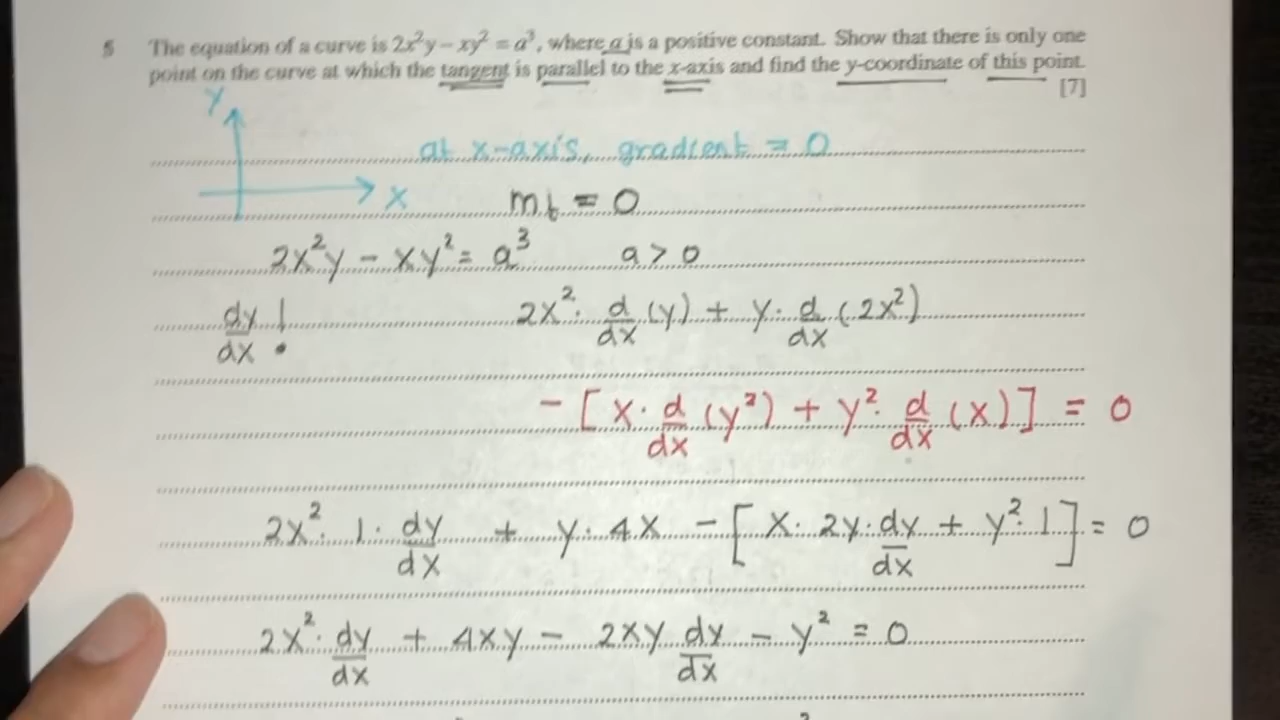 5 The equation of a curve is 2x²y – xy² = a³, where a is a positive constant. Show that there is only one
point on the curve at which the tangent is parallel to the x-axis and find the y-coordinate of this point.
[7]
Y
X
at x-axis, gradient = 0
mt = 0
2x²y - xy² = a³ a > 0
dy/dx ! 2x² · d/dx (y) + y · d/dx (2x²)
- [x · d/dx (y²) + y² · d/dx (x)] = 0
2x² · 1 · dy/dx + y · 4x - [x · 2y · dy/dx + y² · 1] = 0
2x² · dy/dx + 4xy - 2xy dy/dx - y² = 0